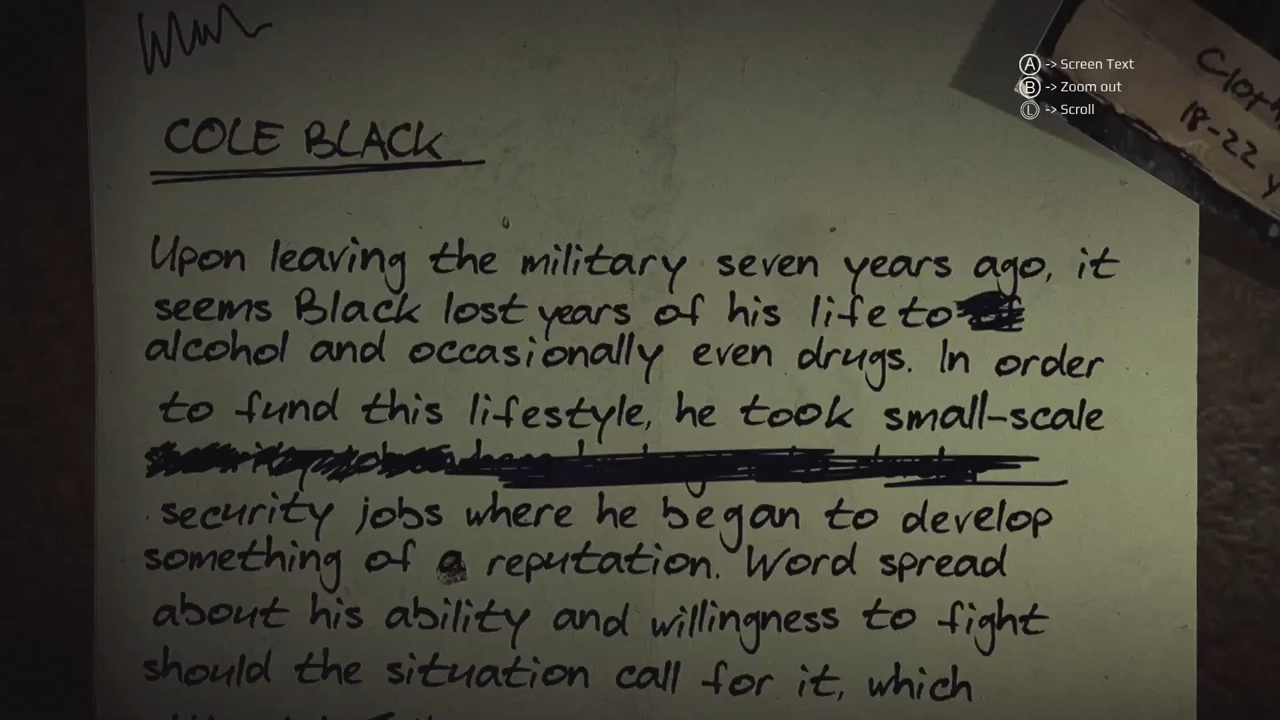 COLE BLACK
Upon leaving the military seven years ago, it
seems Black lost years of his life to
alcohol and occasionally even drugs. In order
to fund this lifestyle, he took small-scale
security jobs where he began to develop
something of a reputation. Word spread
about his ability and willingness to fight
should the situation call for it, which
A -> Screen Text
B -> Zoom out
L -> Scroll
18-22